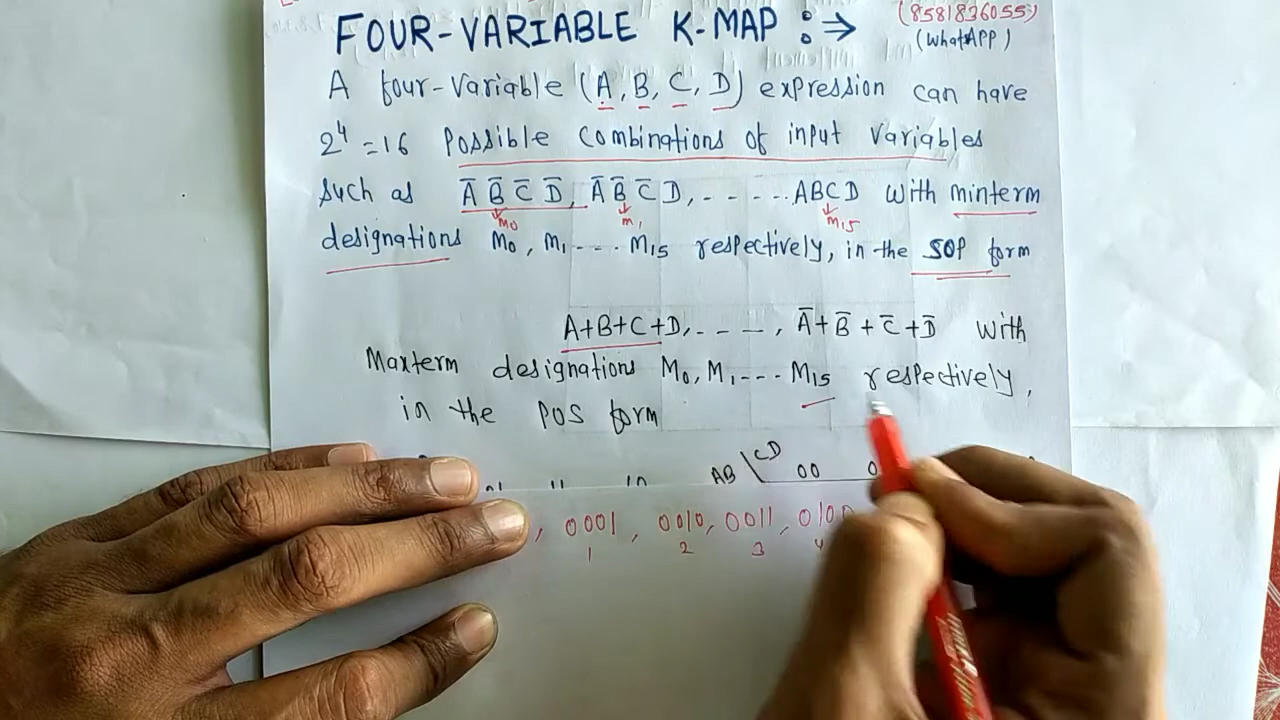 (8581836055)
FOUR-VARIABLE K-MAP :→
(WhatAPP)
A four-Variable (A, B, C, D) expression can have
2⁴ = 16 Possible Combinations of input Variables
Such as A̅ B̅ C̅ D̅, A̅ B̅ C̅ D, - - - - . . ABCD with minterm
m0 m1 m15
designations M0, M1 - - - . M15 respectively, in the SOP form
A+B+C+D, - - - -, A̅+B̅+C̅+D̅ with
Maxterm designations M0, M1 - - - . M15 respectively,
in the POS form
AB\CD 00 0
, 0001, 0010, 0011, 0100
1 2 3 4